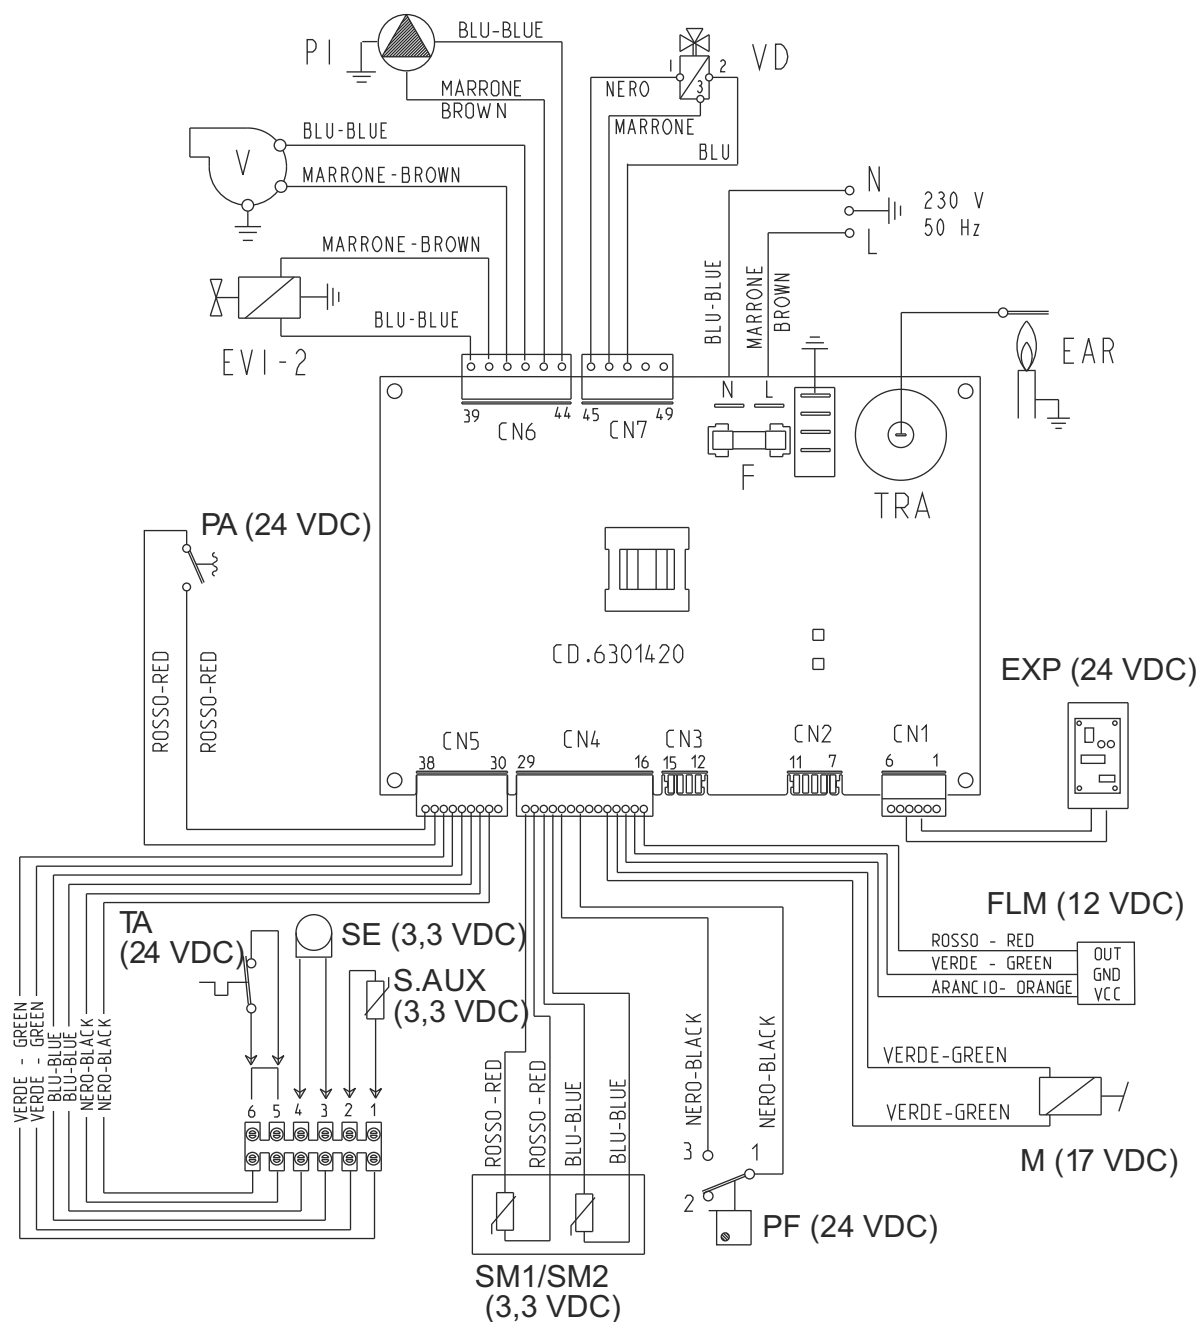 PI
BLU-BLUE
MARRONE
BROWN
1
2
3
VD
NERO
MARRONE
BLU
V
BLU-BLUE
MARRONE-BROWN
N
L
230 V
50 Hz
MARRONE-BROWN
BLU-BLUE
EVI-2
BLU-BLUE
MARRONE
BROWN
EAR
39
44
CN6
45
49
CN7
N
L
F
TRA
PA (24 VDC)
ROSSO-RED
ROSSO-RED
CD.6301420
EXP (24 VDC)
CN5
38
30
CN4
29
16
CN3
15
12
CN2
11
7
CN1
6
1
FLM (12 VDC)
ROSSO - RED
VERDE - GREEN
ARANCIO- ORANGE
OUT
GND
VCC
TA
(24 VDC)
SE (3,3 VDC)
S.AUX
(3,3 VDC)
VERDE - GREEN
VERDE - GREEN
BLU-BLUE
BLU-BLUE
NERO-BLACK
NERO-BLACK
6
5
4
3
2
1
ROSSO-RED
ROSSO-RED
BLU-BLUE
BLU-BLUE
NERO-BLACK
NERO-BLACK
VERDE-GREEN
VERDE-GREEN
M (17 VDC)
3
1
2
PF (24 VDC)
SM1/SM2
(3,3 VDC)